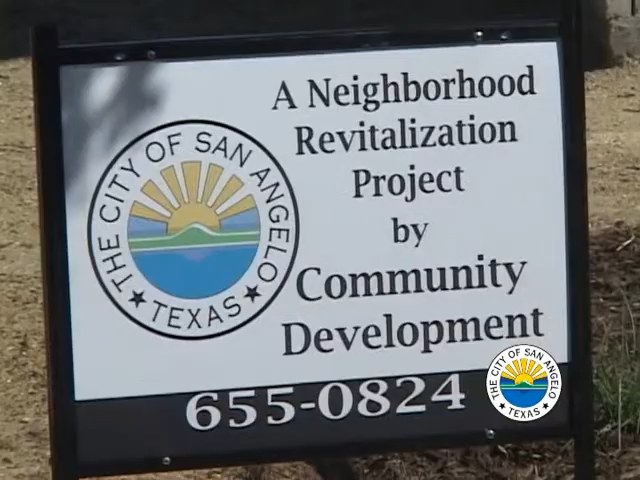 THE CITY OF SAN ANGELO
TEXAS
A Neighborhood
Revitalization
Project
by
Community
Development
655-0824
THE CITY OF SAN ANGELO
TEXAS